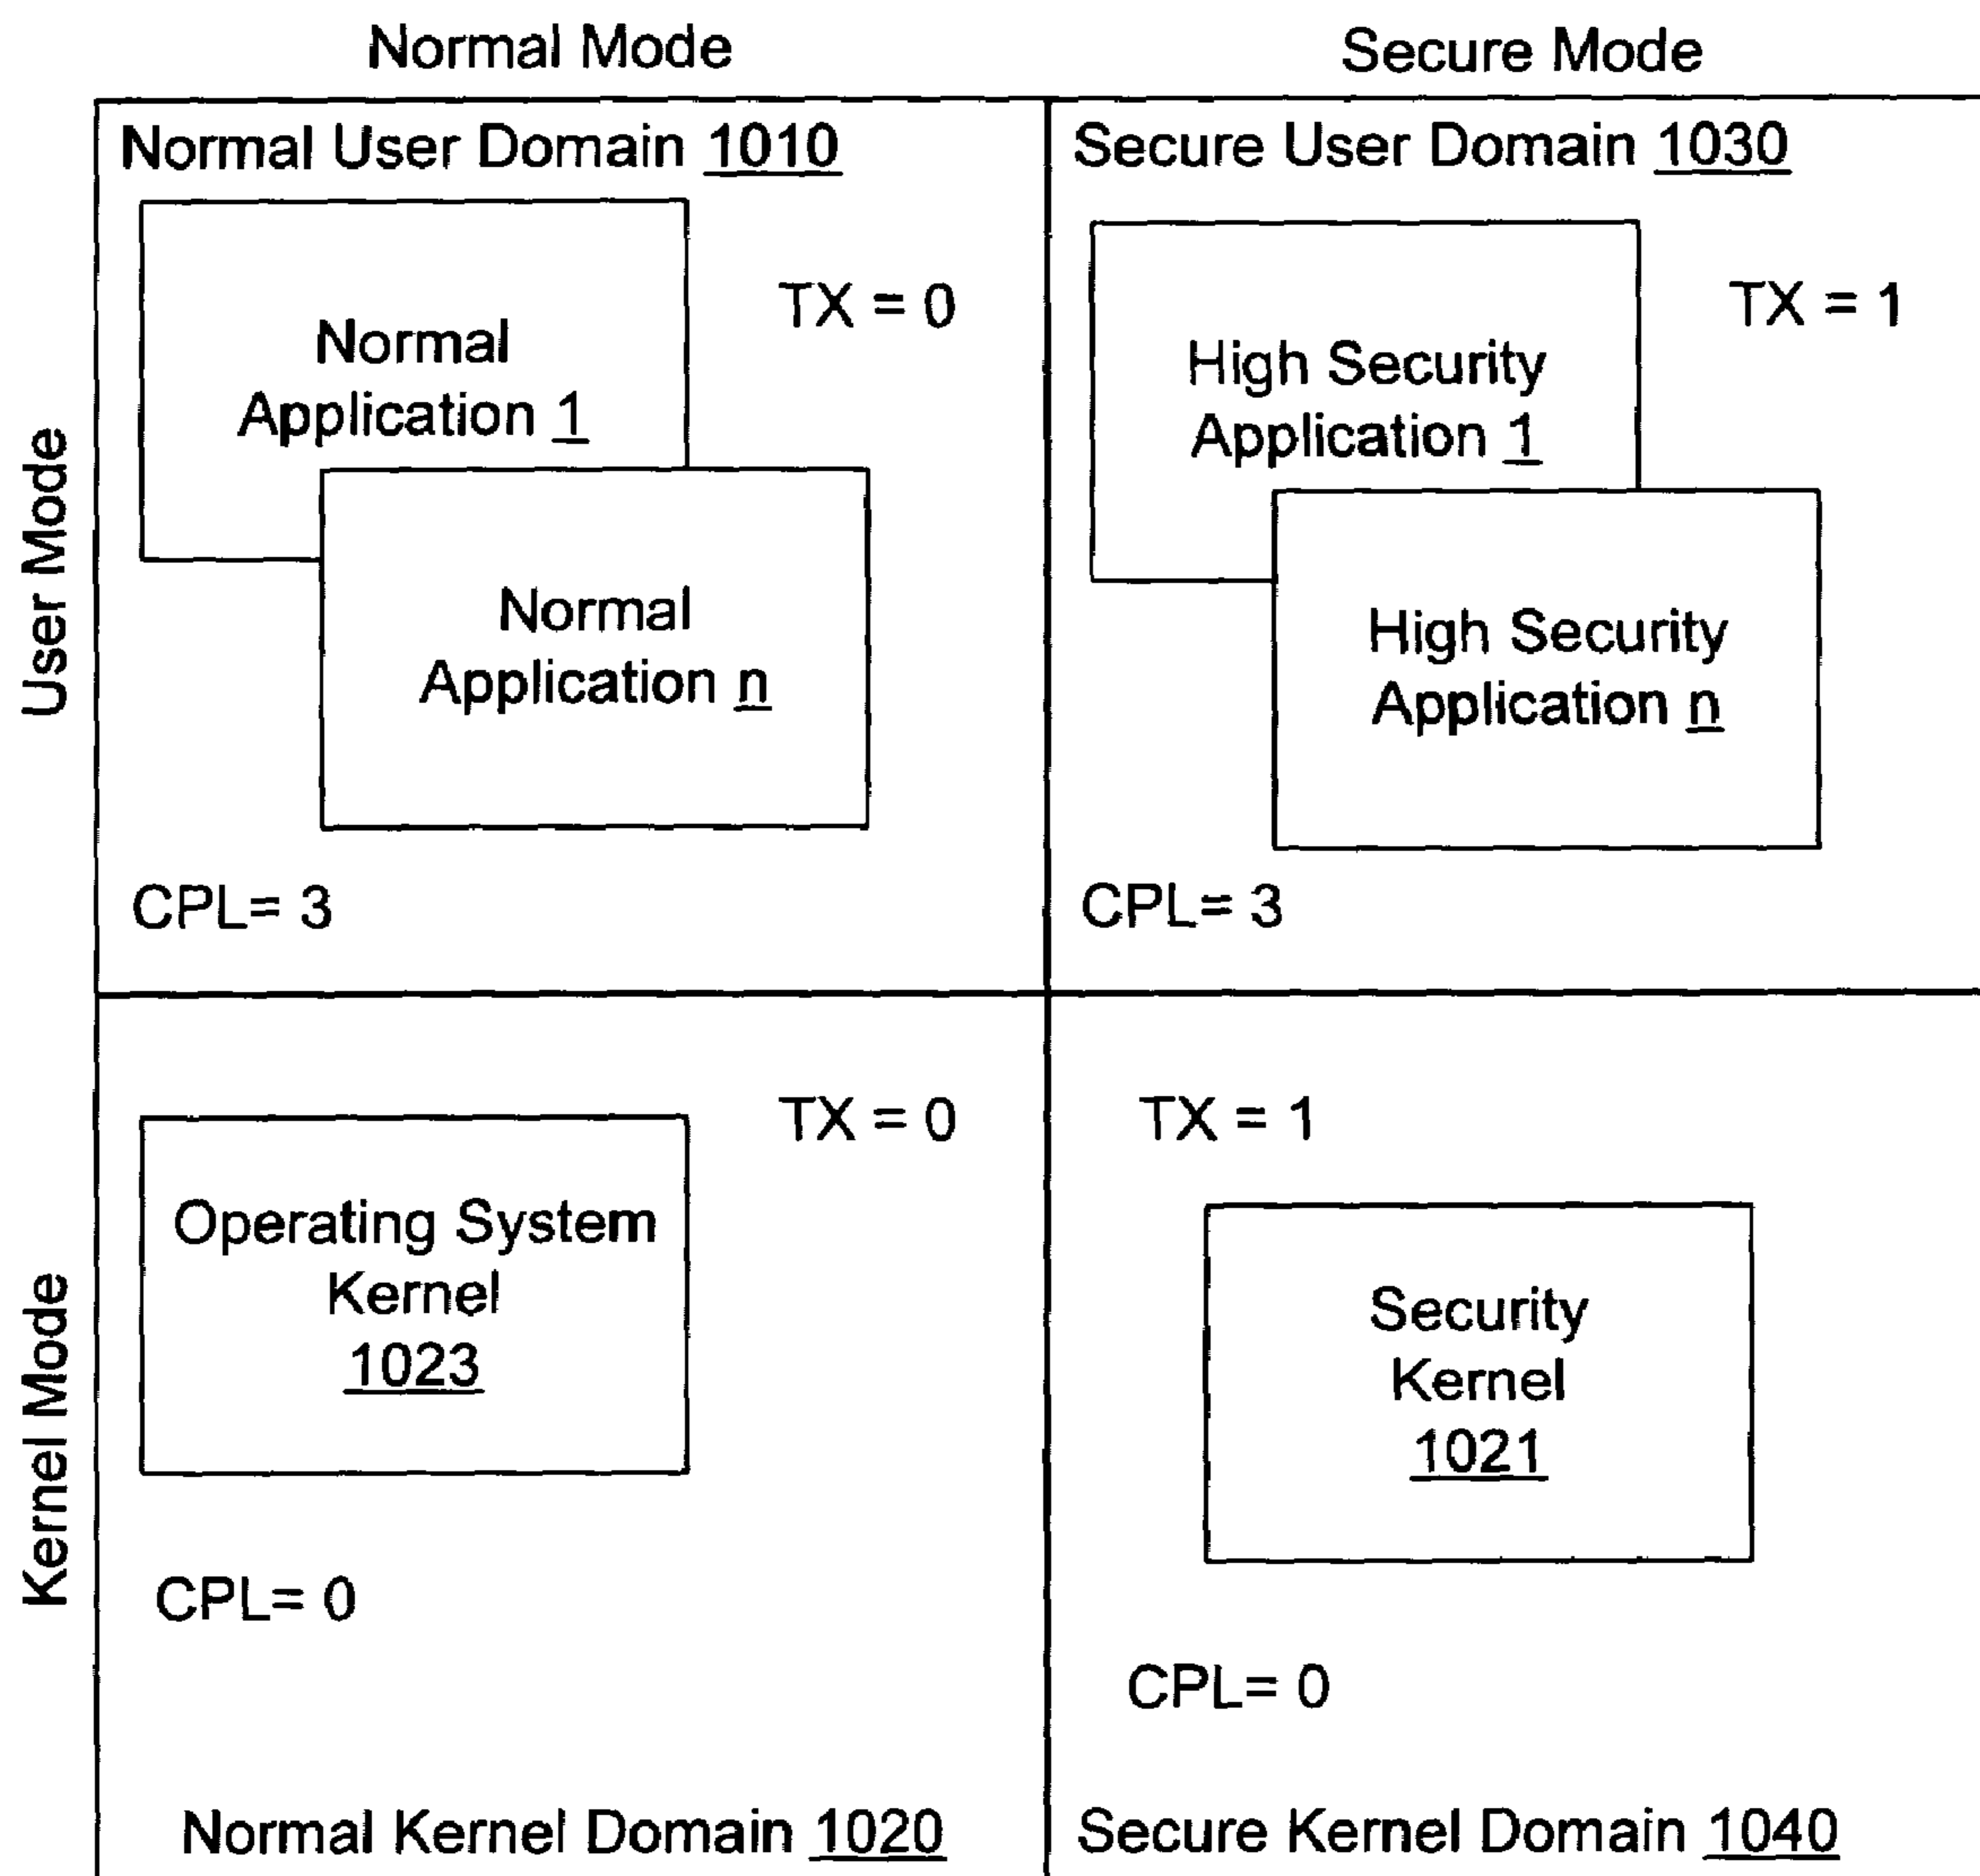 Normal Mode
Secure Mode
User Mode
Normal User Domain 1010
TX = 0
Normal
Application 1
Normal
Application n
CPL= 3
Secure User Domain 1030
TX = 1
High Security
Application 1
High Security
Application n
CPL= 3
Kernel Mode
TX = 0
Operating System
Kernel
1023
CPL= 0
Normal Kernel Domain 1020
TX = 1
Security
Kernel
1021
CPL= 0
Secure Kernel Domain 1040